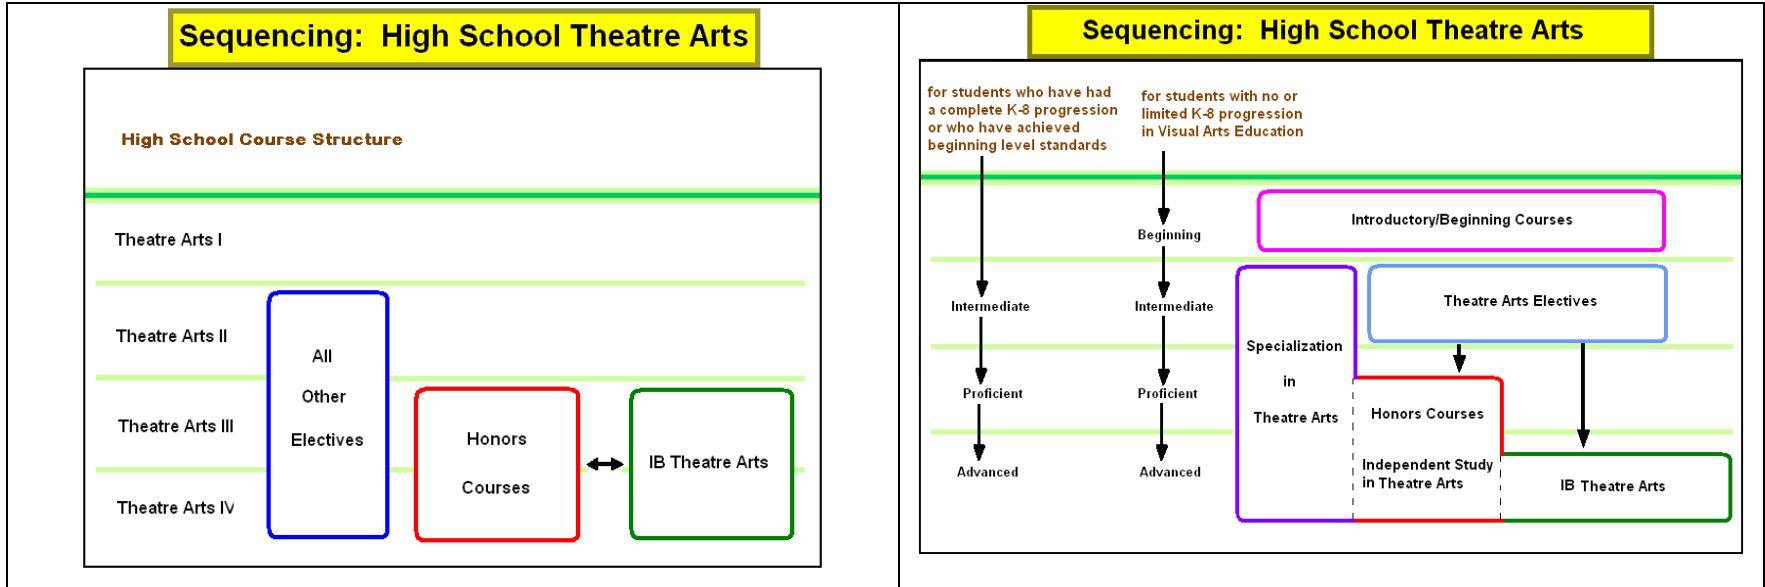 Sequencing:  High School Theatre Arts
High School Course Structure
Theatre Arts I
Theatre Arts II
Theatre Arts III
Theatre Arts IV
All
Other
Electives
Honors
Courses
IB Theatre Arts
Sequencing:  High School Theatre Arts
for students who have had
a complete K-8 progression
or who have achieved
beginning level standards
for students with no or
limited K-8 progression
in Visual Arts Education
Introductory/Beginning Courses
Beginning
Intermediate
Intermediate
Theatre Arts Electives
Specialization
in
Theatre Arts
Proficient
Proficient
Honors Courses
Advanced
Advanced
Independent Study
in Theatre Arts
IB Theatre Arts